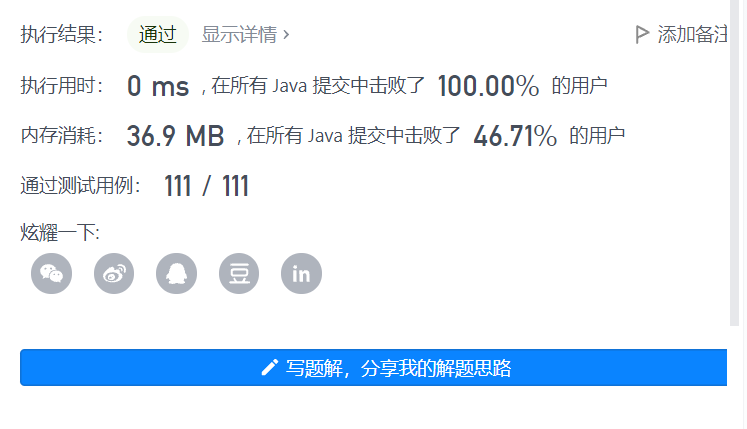 执行结果： 通过 显示详情 › 添加备注
执行用时： 0 ms , 在所有 Java 提交中击败了 100.00% 的用户
内存消耗： 36.9 MB , 在所有 Java 提交中击败了 46.71% 的用户
通过测试用例： 111 / 111
炫耀一下:
豆 in
写题解，分享我的解题思路